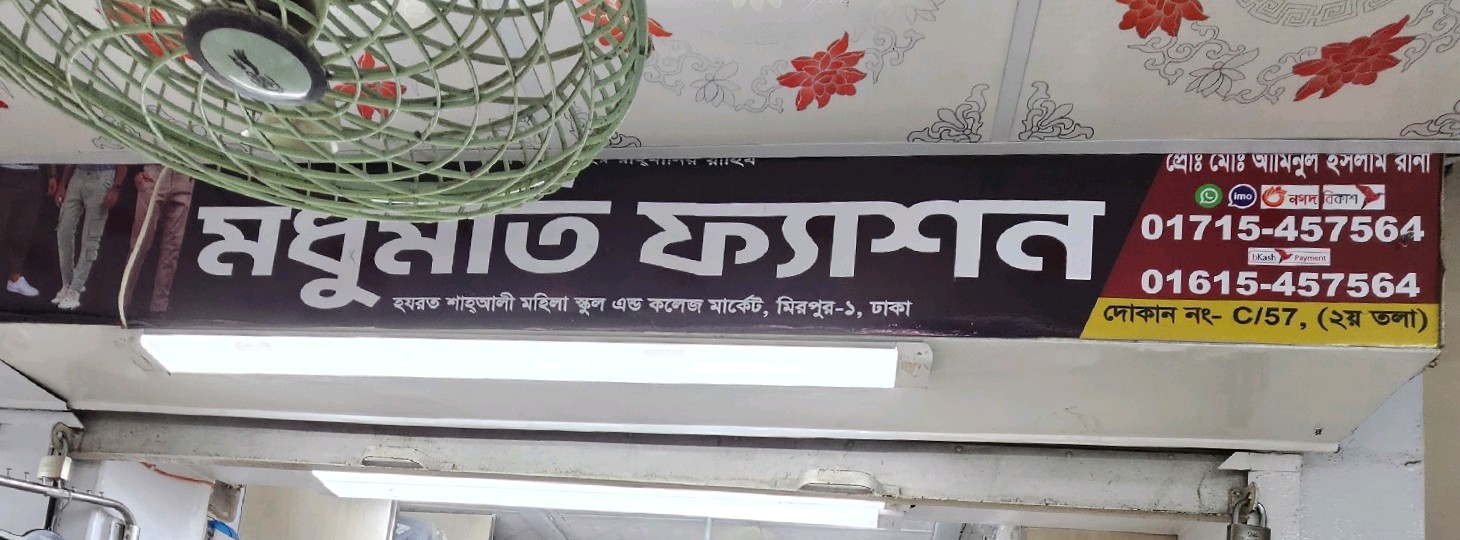 মধুমতি ফ্যাশন
হযরত শাহ্আলী মহিলা স্কুল এন্ড কলেজ মার্কেট, মিরপুর-১, ঢাকা
প্রোঃ মোঃ আমিনুল ইসলাম রানা
imo নগদ বিকাশ
01715-457564
bKash Payment
01615-457564
দোকান নং- C/57, (২য় তলা)